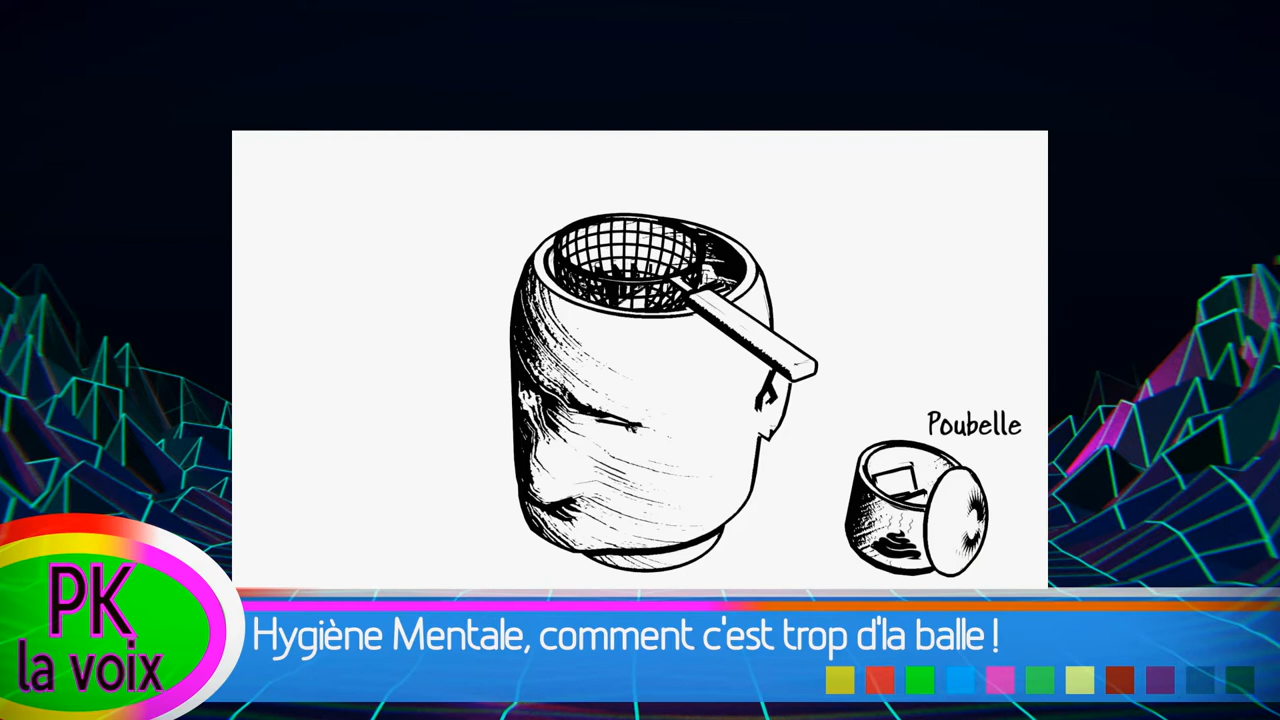 Poubelle
PK
la voix
Hygiène Mentale, comment c'est trop d'la balle !